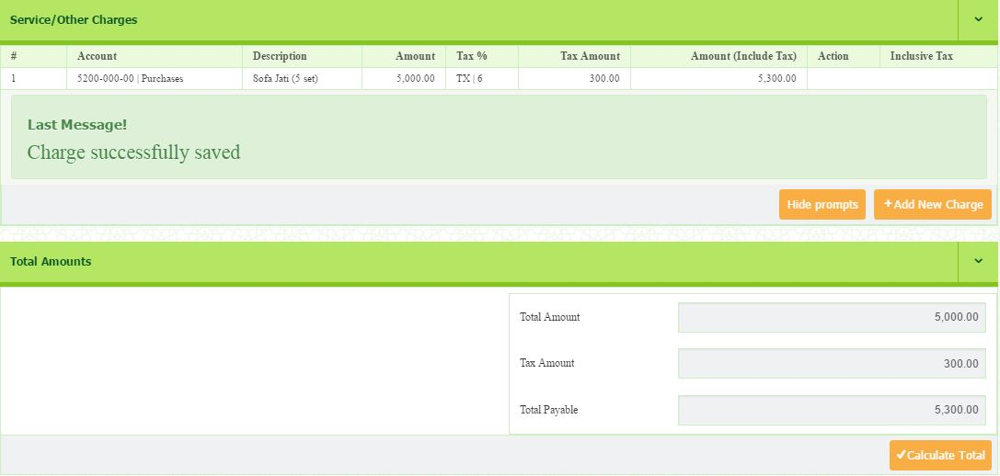 Service/Other Charges
# Account Description Amount Tax % Tax Amount Amount (Include Tax) Action Inclusive Tax
1 5200-000-00 | Purchases Sofa Jati (5 set) 5,000.00 TX | 6 300.00 5,300.00
Last Message!
Charge successfully saved
Hide prompts +Add New Charge
Total Amounts
Total Amount 5,000.00
Tax Amount 300.00
Total Payable 5,300.00
✔Calculate Total